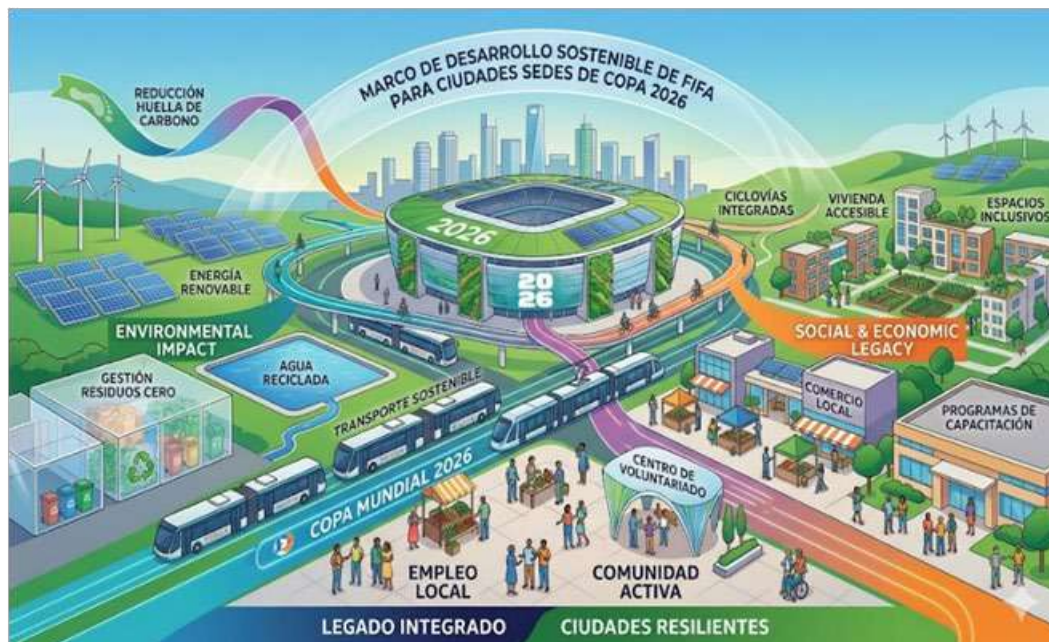 MARCO DE DESARROLLO SOSTENIBLE DE FIFA
PARA CIUDADES SEDES DE COPA 2026
REDUCCIÓN
HUELLA DE
CARBONO
CICLOVÍAS
INTEGRADAS
VIVIENDA
ACCESIBLE
ESPACIOS
INCLUSIVOS
2026
20
26
ENERGÍA
RENOVABLE
ENVIRONMENTAL
IMPACT
SOCIAL & ECONOMIC
LEGACY
GESTIÓN
RESIDUOS CERO
AGUA
RECICLADA
TRANSPORTE SOSTENIBLE
COMERCIO
LOCAL
PROGRAMAS DE
CAPACITACIÓN
COPA MUNDIAL 2026
CENTRO DE
VOLUNTARIADO
EMPLEO
LOCAL
COMUNIDAD
ACTIVA
LEGADO INTEGRADO
CIUDADES RESILIENTES